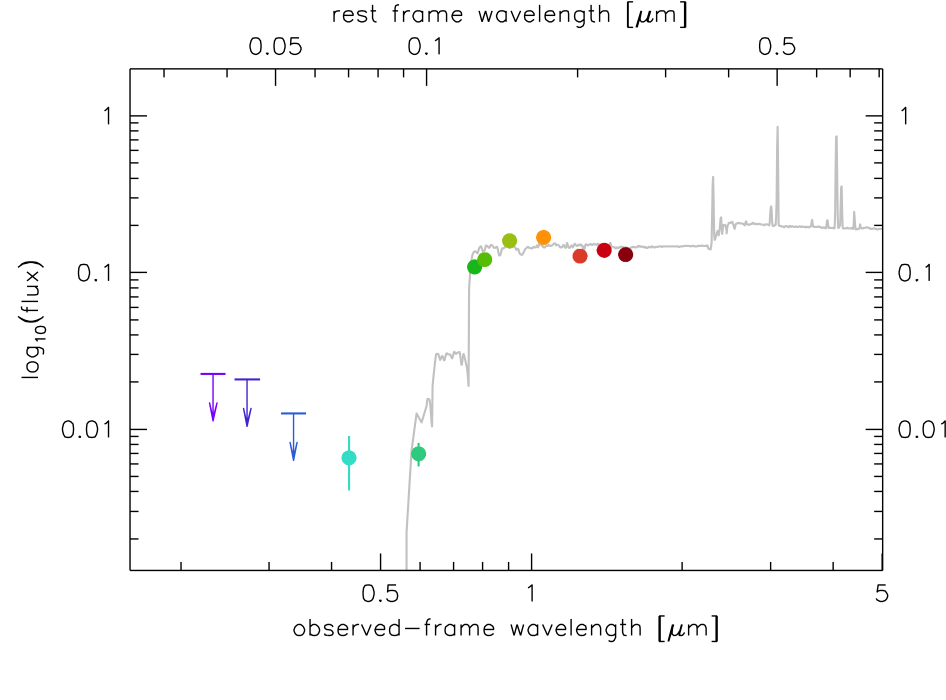 rest frame wavelength [μm]
0.05 0.1 0.5
1 1
0.1 0.1
0.01 0.01
log₁₀(flux)
0.5 1 5
observed-frame wavelength [μm]